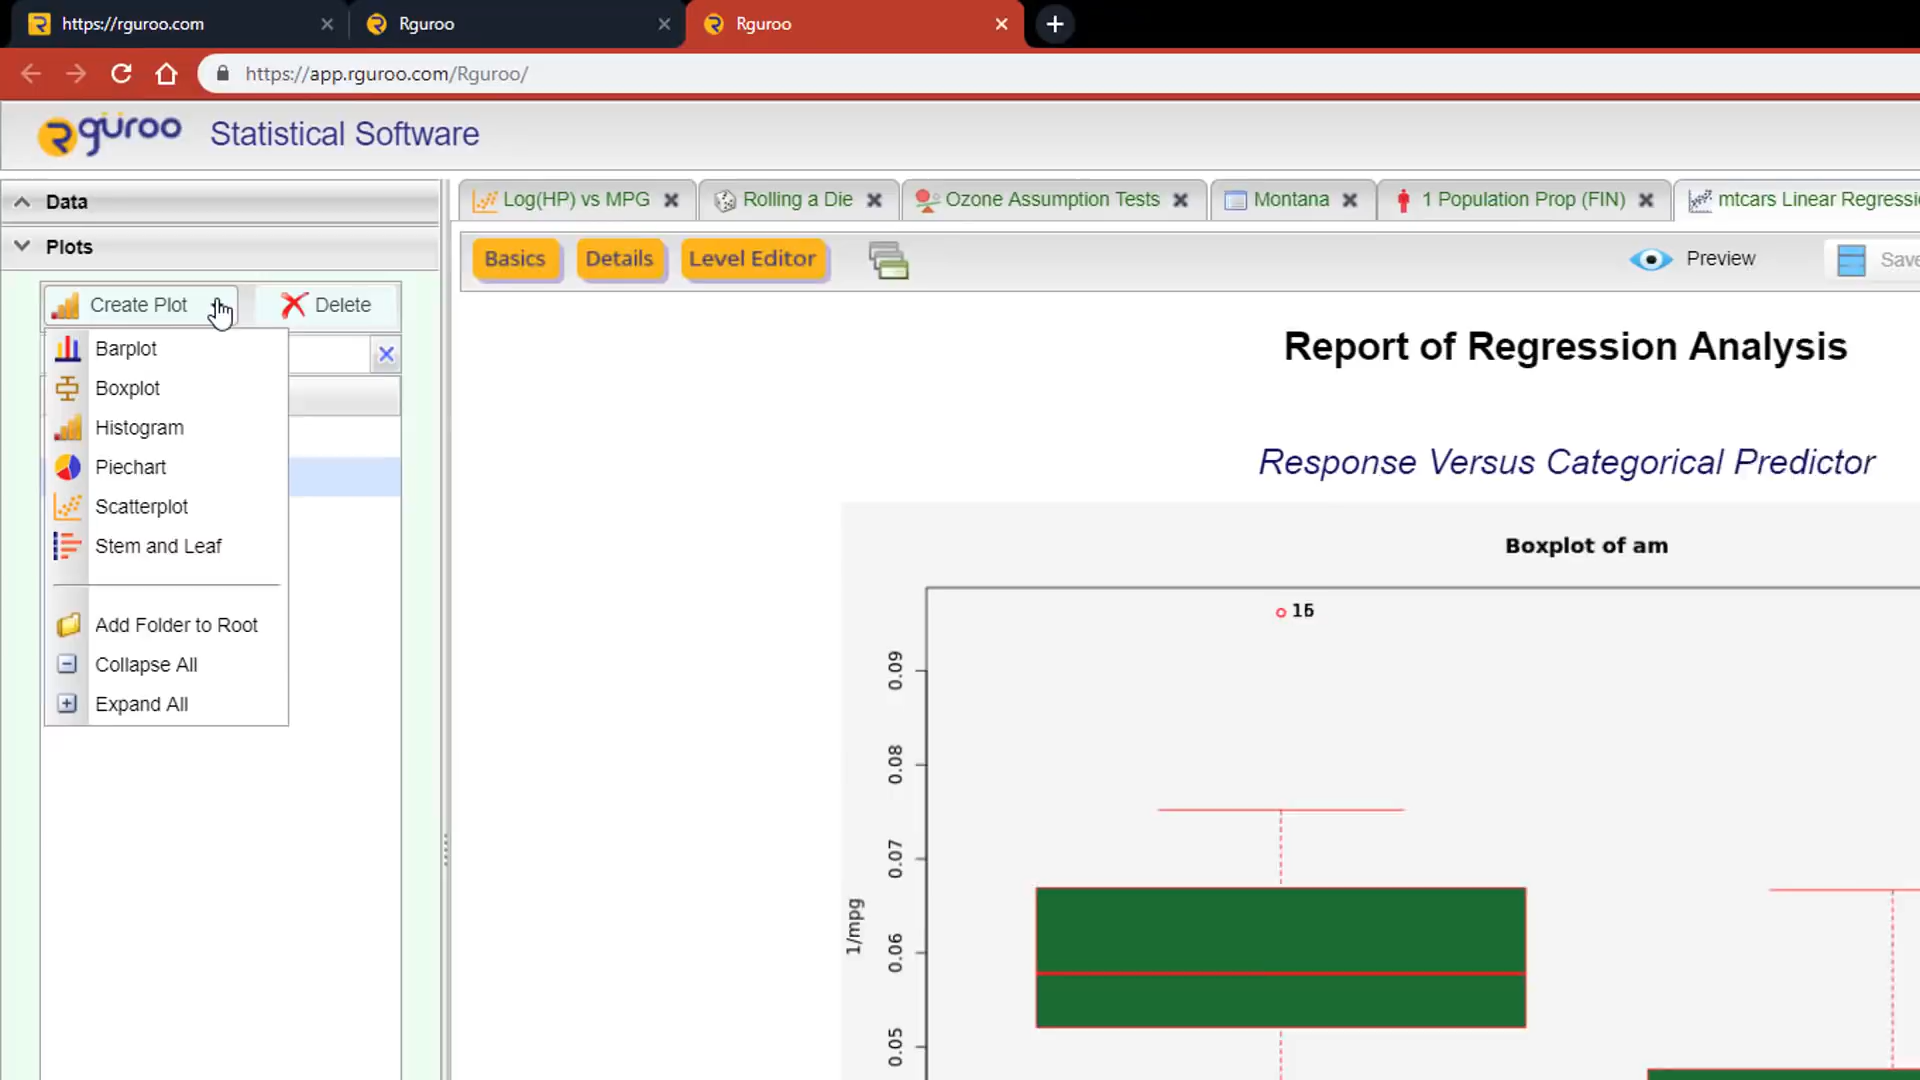 https://rguroo.com
Rguroo
Rguroo
https://app.rguroo.com/Rguroo/
rguroo Statistical Software
Data
Plots
Create Plot
Delete
Barplot
Boxplot
Histogram
Piechart
Scatterplot
Stem and Leaf
Add Folder to Root
Collapse All
Expand All
Log(HP) vs MPG
Rolling a Die
Ozone Assumption Tests
Montana
1 Population Prop (FIN)
mtcars Linear Regressi
Basics
Details
Level Editor
Preview
Save
Report of Regression Analysis
Response Versus Categorical Predictor
Boxplot of am
0.09
0.08
0.07
0.06
0.05
1/mpg